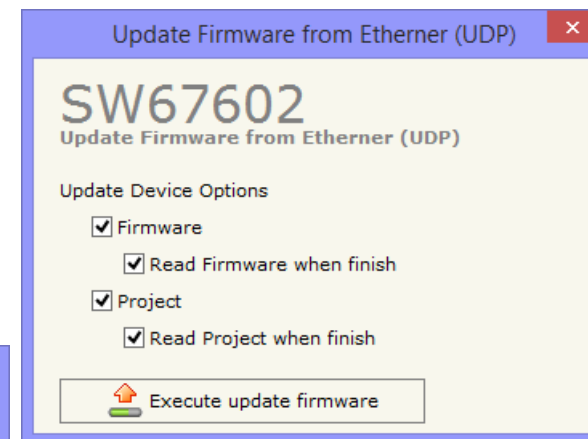 Update Firmware from Etherner (UDP)
SW67602
Update Firmware from Etherner (UDP)
Update Device Options
Firmware
Read Firmware when finish
Project
Read Project when finish
Execute update firmware